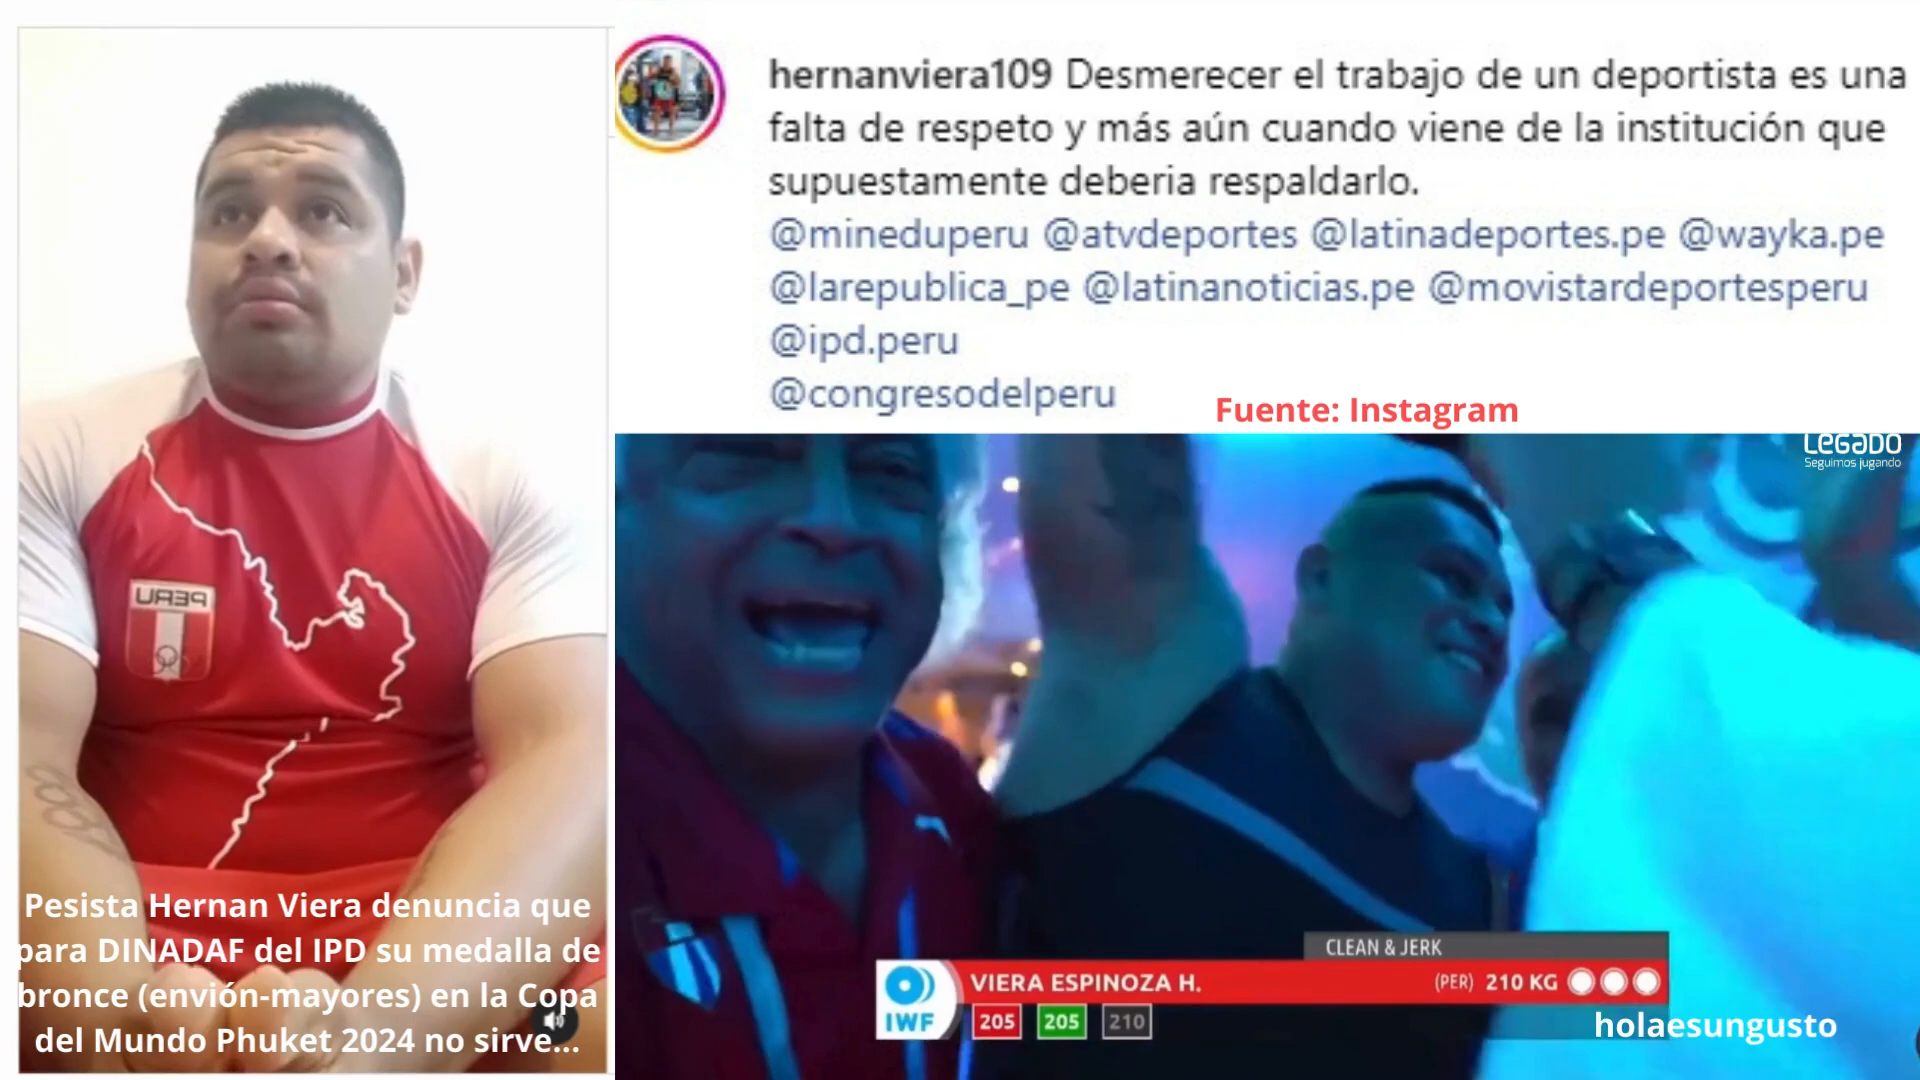 hernanviera109 Desmerecer el trabajo de un deportista es una
falta de respeto y más aún cuando viene de la institución que
supuestamente deberia respaldarlo.
@mineduperu @atvdeportes @latinadeportes.pe @wayka.pe
@larepublica_pe @latinanoticias.pe @movistardeportesperu
@ipd.peru
@congresodelperu
Fuente: Instagram
LEGADO
Seguimos jugando
PERU
Pesista Hernan Viera denuncia que
para DINADAF del IPD su medalla de
bronce (envión-mayores) en la Copa
del Mundo Phuket 2024 no sirve...
CLEAN & JERK
VIERA ESPINOZA H. (PER) 210 KG
IWF
205 205 210
holaesungusto